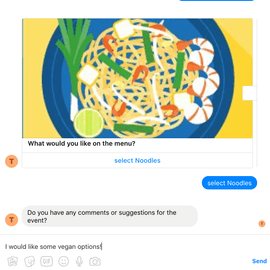 What would you like on the menu?
select Noodles
select Noodles
T
Do you have any comments or suggestions for the
event?
T
I would like some vegan options!
GIF
Send